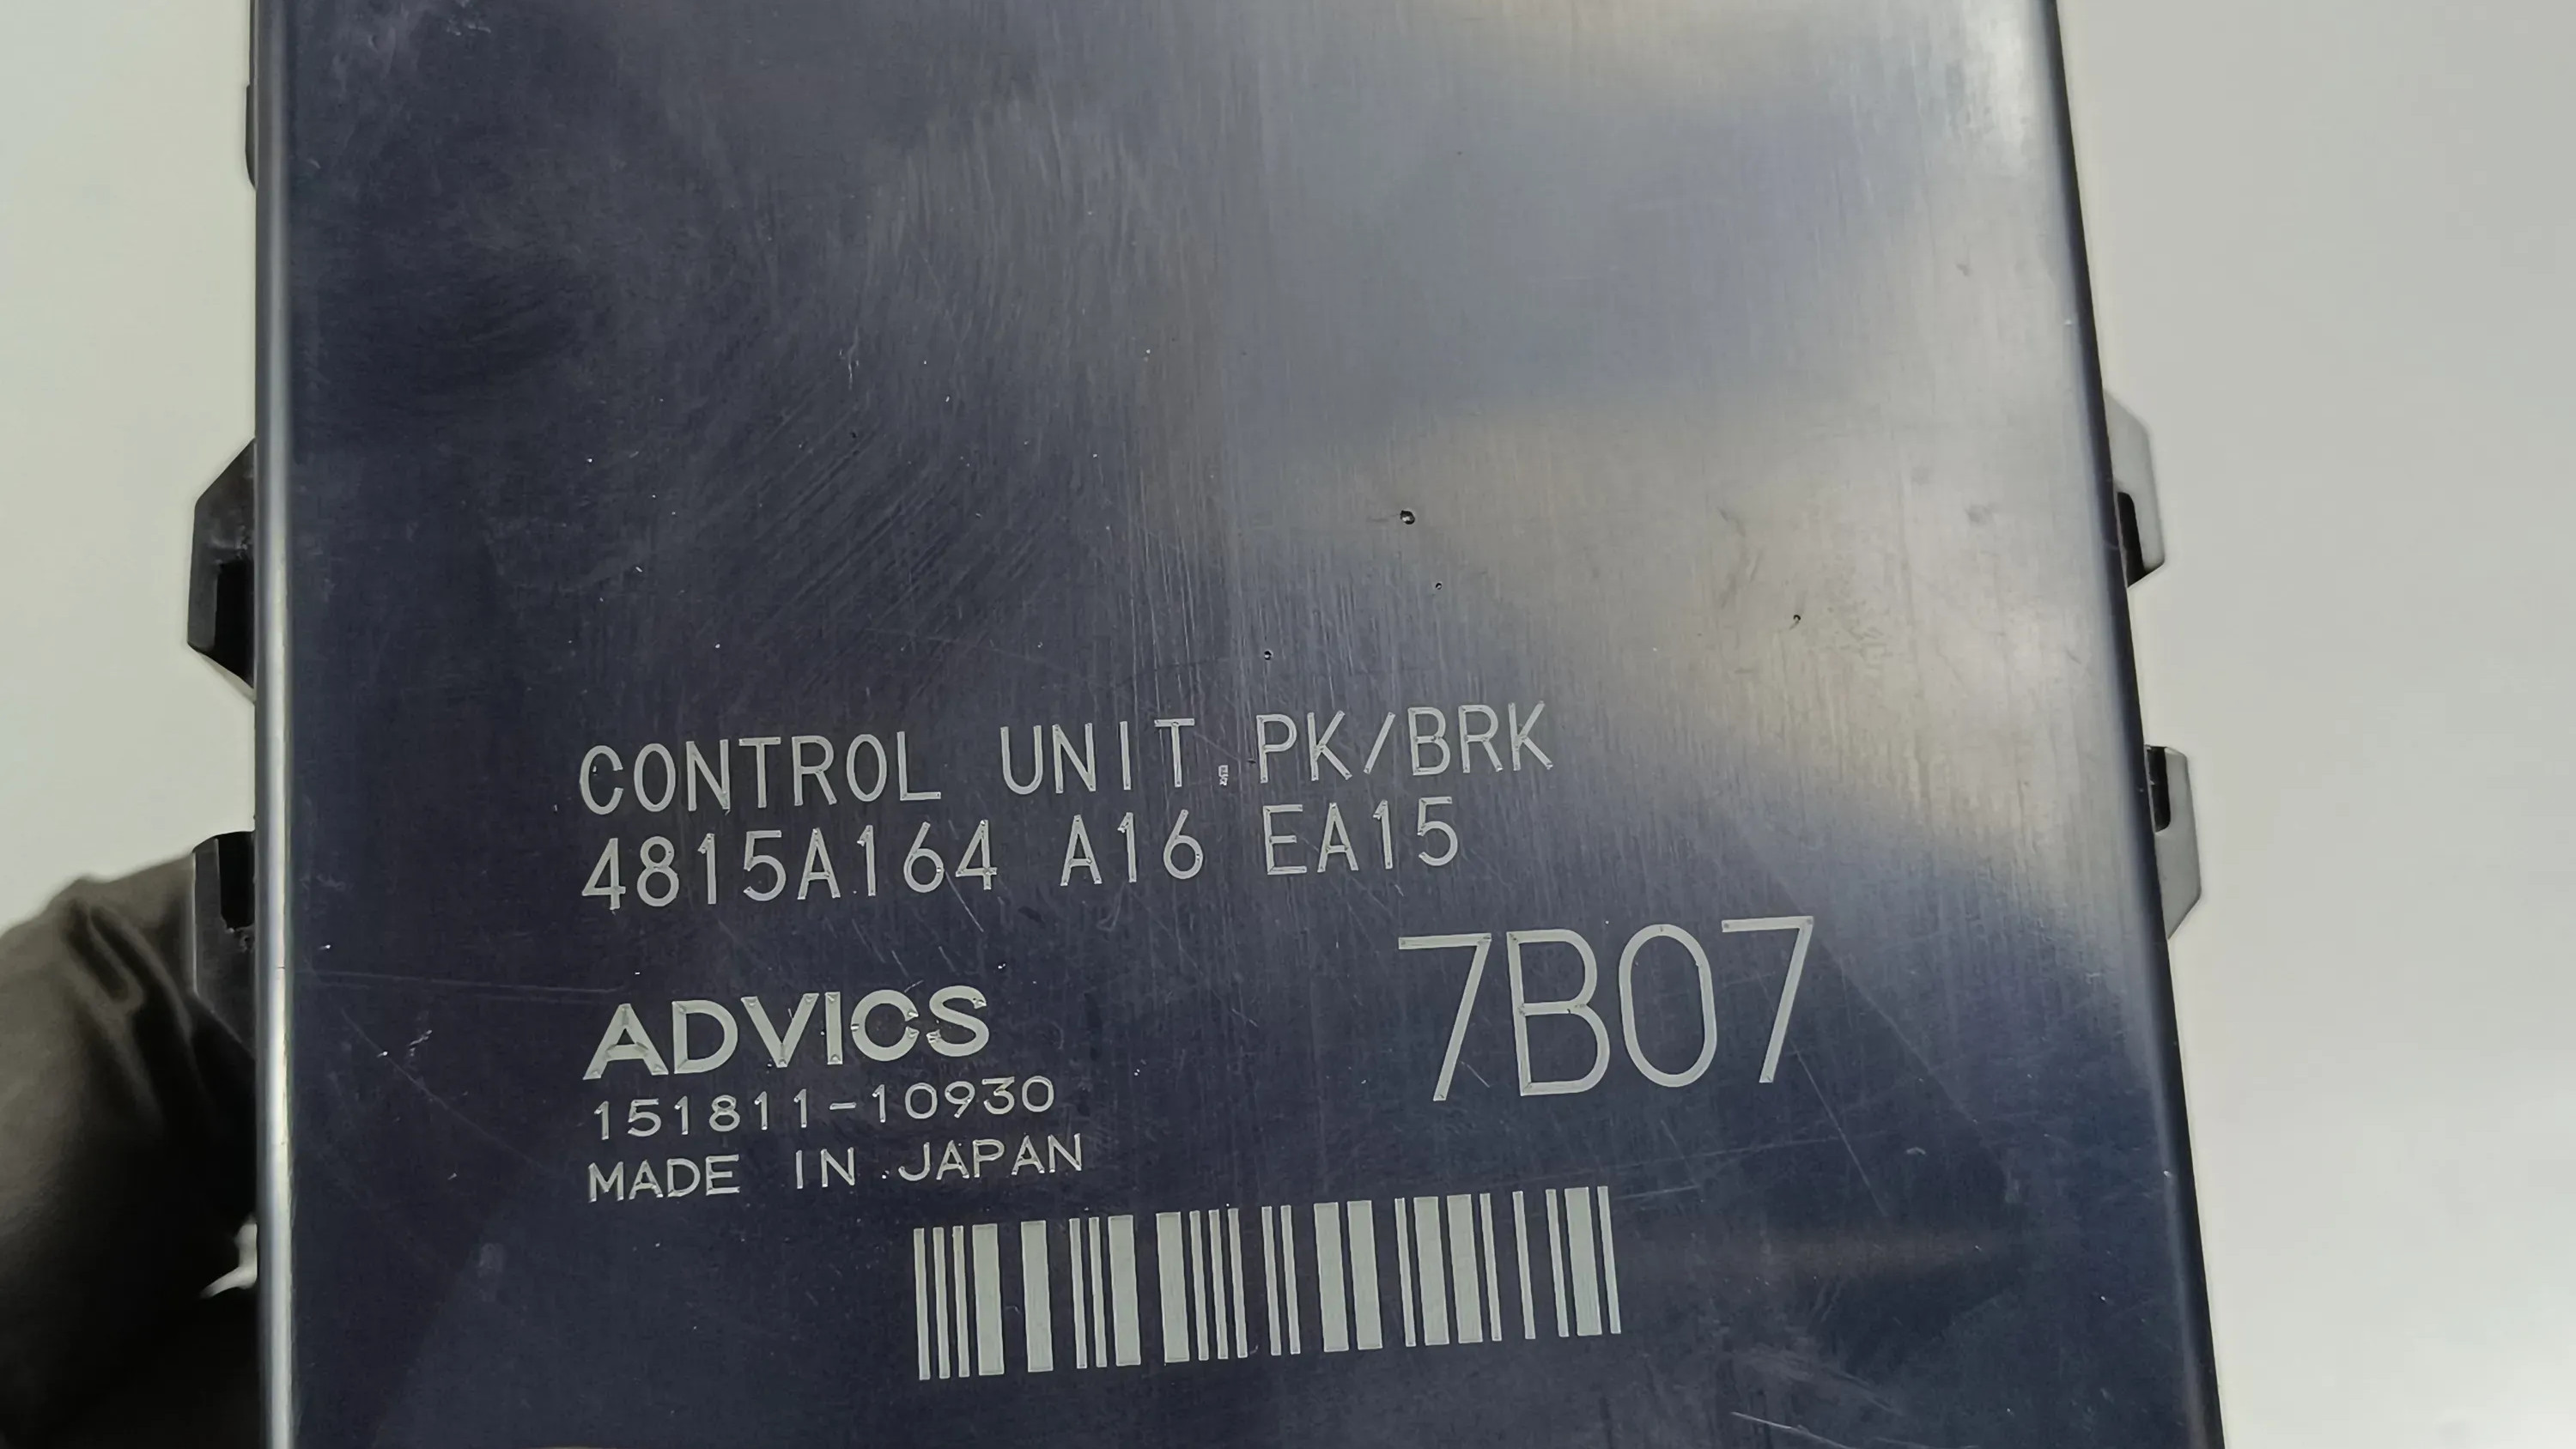 CONTROL UNIT,PK/BRK
4815A164 A16 EA15
7B07
ADVICS
151811-10930
MADE IN JAPAN